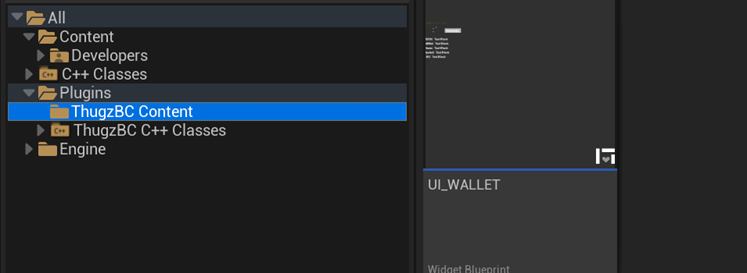 All
Content
Developers
C++ Classes
Plugins
ThugzBC Content
ThugzBC C++ Classes
Engine
UI_WALLET
Widget Blueprint